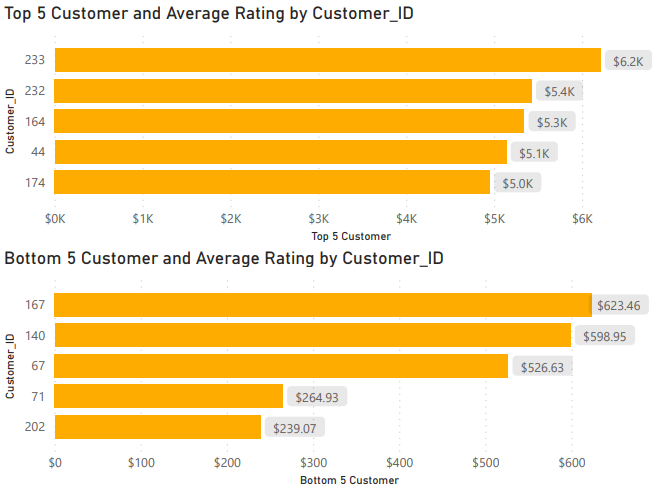 Top 5 Customer and Average Rating by Customer_ID
Customer_ID
233 $6.2K
232 $5.4K
164 $5.3K
44 $5.1K
174 $5.0K
$0K $1K $2K $3K $4K $5K $6K
Top 5 Customer
Bottom 5 Customer and Average Rating by Customer_ID
Customer_ID
167 $623.46
140 $598.95
67 $526.63
71 $264.93
202 $239.07
$0 $100 $200 $300 $400 $500 $600
Bottom 5 Customer